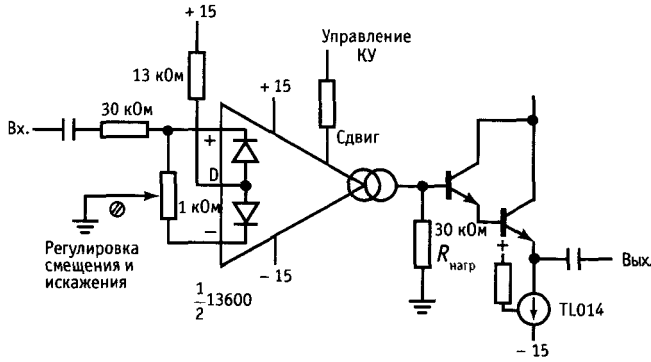 + 15
Управление
КУ
13 кОм
+ 15
30 кОм
Вх.
Сдвиг
+
D
1 кОм
–
30 кОм
R нагр
+
Регулировка
смещения и
искажения
– 15
Вых.
TL014
1/2 13600
– 15